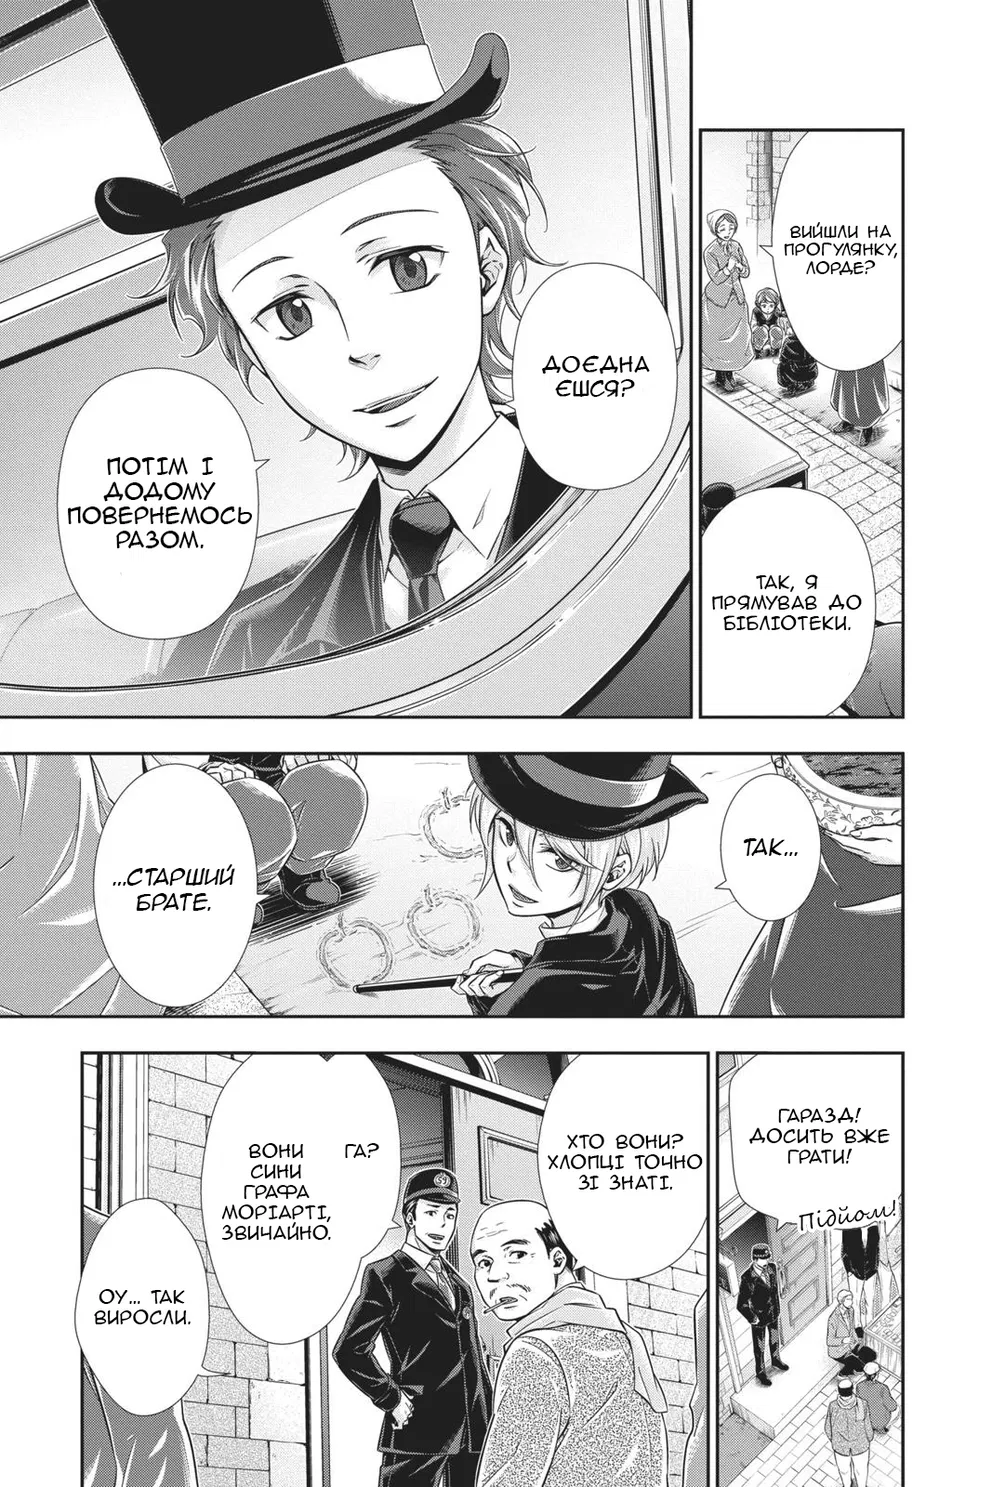 ВИЙШЛИ НА
ПРОГУЛЯНКУ,
ЛОРДЕ?
ТАК, Я
ПРЯМУВАВ ДО
БІБЛІОТЕКИ.
ДОЄДНА
ЄШСЯ?
ПОТІМ І
ДОДОМУ
ПОВЕРНЕМОСЬ
РАЗОМ.
ТАК...
...СТАРШИЙ
БРАТЕ.
ГАРАЗД!
ДОСИТЬ ВЖЕ
ГРАТИ!
Підйом!
ХТО ВОНИ?
ХЛОПЦІ ТОЧНО
ЗІ ЗНАТІ.
ГА?
ВОНИ
СИНИ
ГРАФА
МОРІАРТІ,
ЗВИЧАЙНО.
ОУ... ТАК
ВИРОСЛИ.